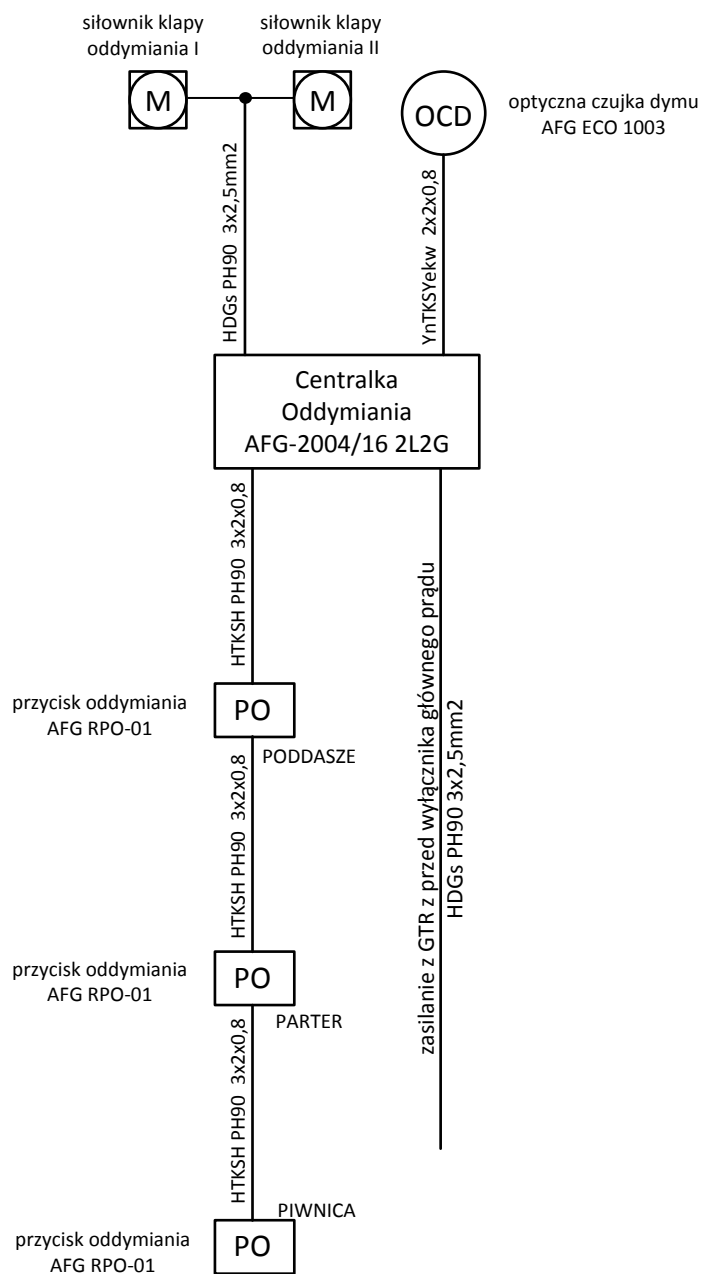 siłownik klapy
oddymiania I
siłownik klapy
oddymiania II
M
M
OCD
optyczna czujka dymu
AFG ECO 1003
HDGs PH90 3x2,5mm2
YnTKSYekw 2x2x0,8
Centralka
Oddymiania
AFG-2004/16 2L2G
HTKSH PH90 3x2x0,8
zasilanie z GTR z przed wyłącznika głównego prądu
HDGs PH90 3x2,5mm2
przycisk oddymiania
AFG RPO-01
PO
PODDASZE
HTKSH PH90 3x2x0,8
przycisk oddymiania
AFG RPO-01
PO
PARTER
HTKSH PH90 3x2x0,8
PIWNICA
przycisk oddymiania
AFG RPO-01
PO